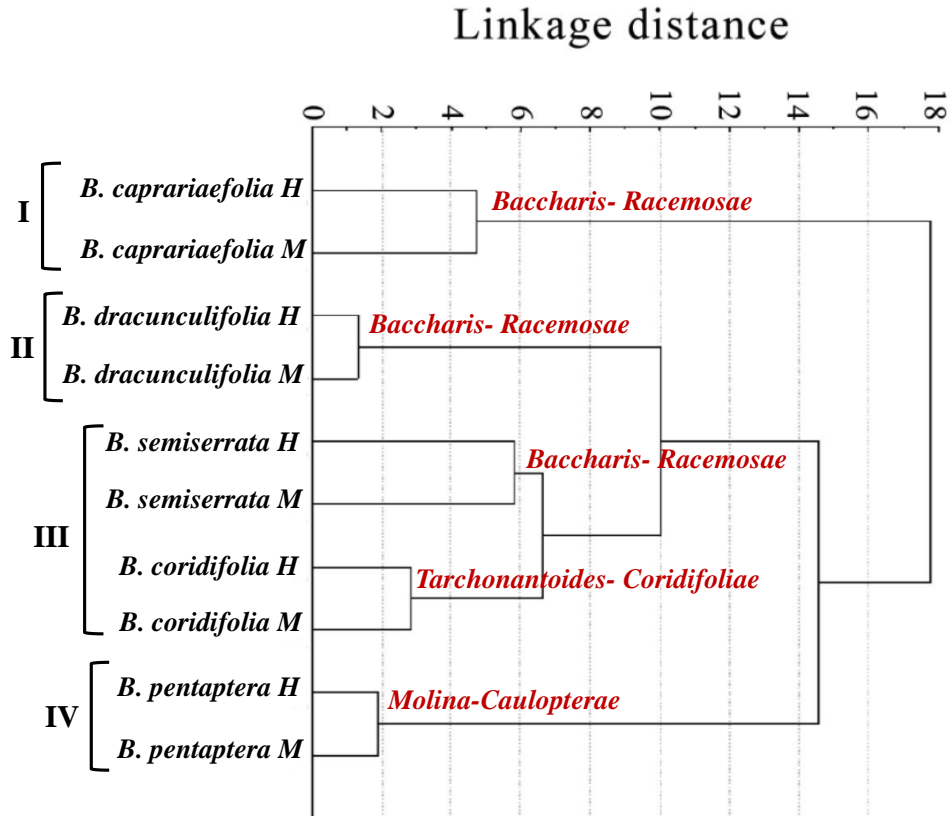 Linkage distance
0 2 4 6 8 10 12 14 16 18
I
B. caprariaefolia H
Baccharis- Racemosae
B. caprariaefolia M
II
B. dracunculifolia H
Baccharis- Racemosae
B. dracunculifolia M
III
B. semiserrata H
Baccharis- Racemosae
B. semiserrata M
B. coridifolia H
Tarchonantoides- Coridifoliae
B. coridifolia M
IV
B. pentaptera H
Molina-Caulopterae
B. pentaptera M